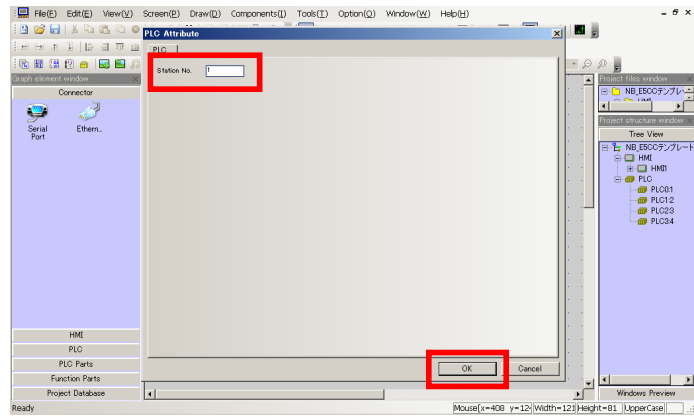 File(F) Edit(E) View(V) Screen(P) Draw(D) Components(I) Tools(T) Option(O) Window(W) Help(H)
PLC Attribute
PLC
Station No. 1
Graph element window
Connector
Serial Port
Ethern..
HMI
PLC
PLC Parts
Function Parts
Project Database
OK
Cancel
Project files window
NB_E5CCテンプレー
Project structure window
Tree View
NB_E5CCテンプレート
HMI
HMI1
PLC
PLC0:1
PLC1:2
PLC2:3
PLC3:4
Windows Preview
Ready
Mouse[x=408 y=124
Width=121
Height=81
UpperCase